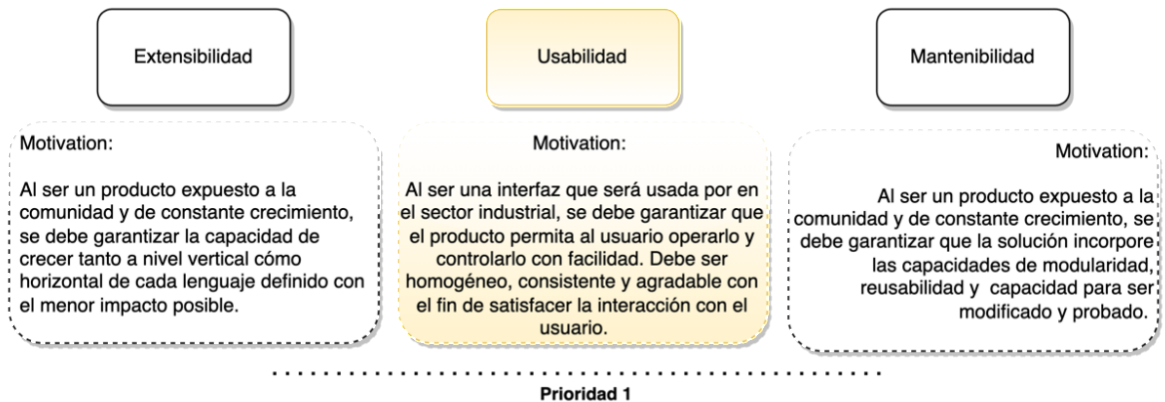 Extensibilidad
Usabilidad
Mantenibilidad
Motivation:
Al ser un producto expuesto a la
comunidad y de constante crecimiento,
se debe garantizar la capacidad de
crecer tanto a nivel vertical cómo
horizontal de cada lenguaje definido con
el menor impacto posible.
Motivation:
Al ser una interfaz que será usada por en
el sector industrial, se debe garantizar que
el producto permita al usuario operarlo y
controlarlo con facilidad. Debe ser
homogéneo, consistente y agradable con
el fin de satisfacer la interacción con el
usuario.
Motivation:
Al ser un producto expuesto a la
comunidad y de constante crecimiento, se
debe garantizar que la solución incorpore
las capacidades de modularidad,
reusabilidad y capacidad para ser
modificado y probado.
Prioridad 1